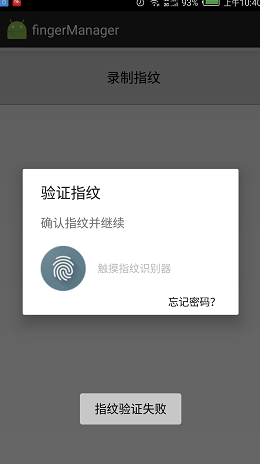 93% 上午10:40
fingerManager
录制指纹
验证指纹
确认指纹并继续
触摸指纹识别器
忘记密码?
指纹验证失败